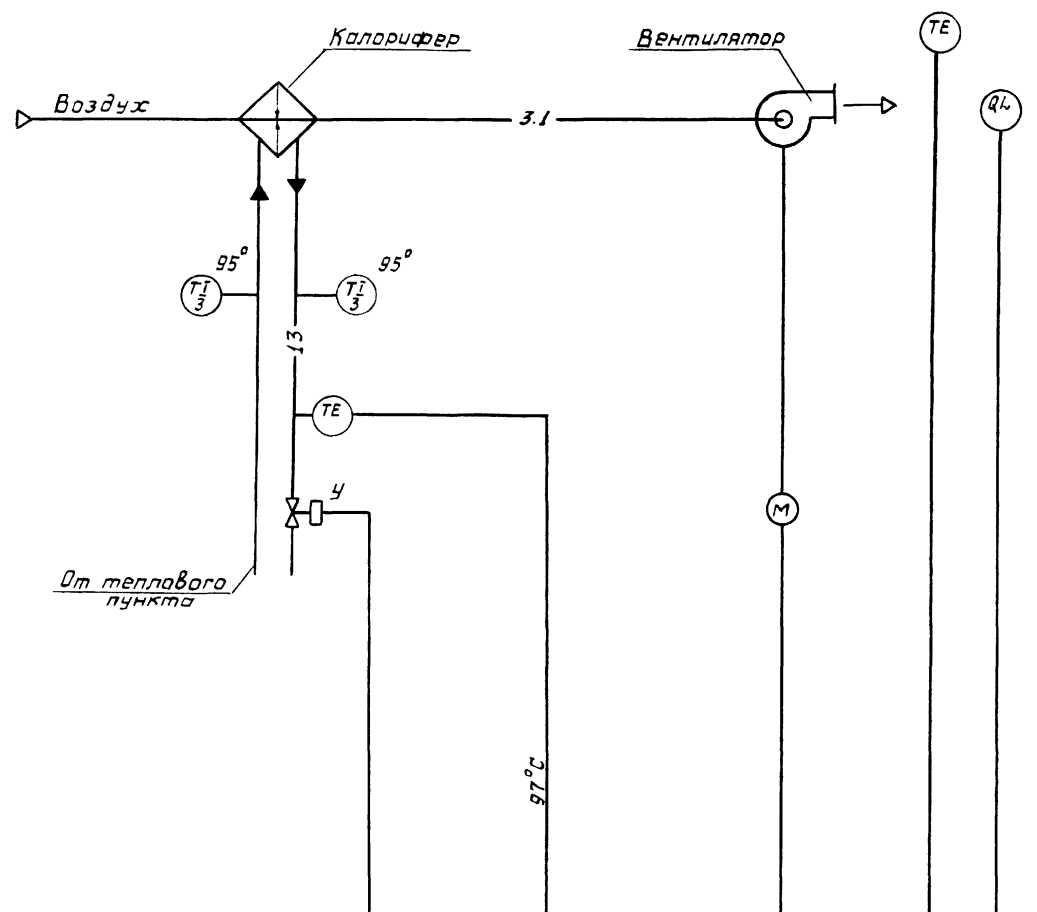 Калорифер
Вентилятор
TE
Воздух
3.1
QL
95°
95°
TI
3
TI
3
13
TE
У
М
От теплового
пункта
97°C